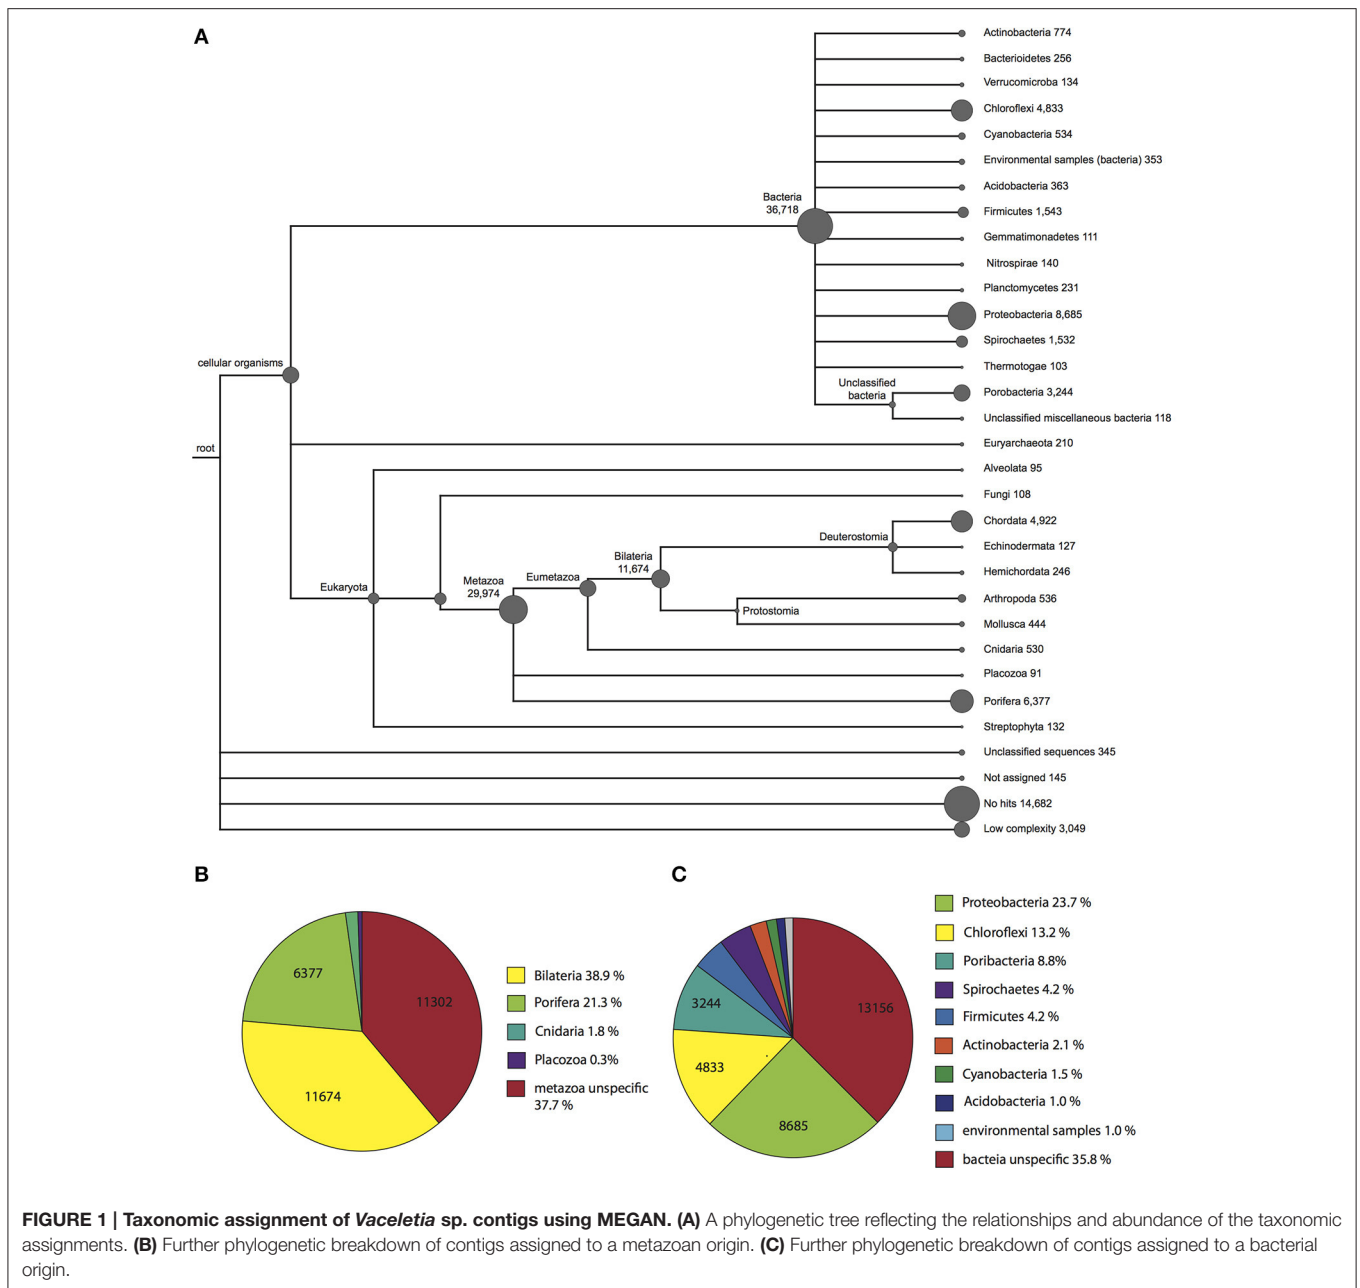 A
Actinobacteria 774
Bacterioidetes 256
Verrucomicroba 134
Chloroflexi 4,833
Cyanobacteria 534
Environmental samples (bacteria) 353
Acidobacteria 363
Bacteria
36,718
Firmicutes 1,543
Gemmatimonadetes 111
Nitrospirae 140
Planctomycetes 231
Proteobacteria 8,685
Spirochaetes 1,532
cellular organisms
Thermotogae 103
Unclassified
bacteria
Porobacteria 3,244
Unclassified miscellaneous bacteria 118
Euryarchaeota 210
root
Alveolata 95
Fungi 108
Chordata 4,922
Deuterostomia
Echinodermata 127
Bilateria
11,674
Hemichordata 246
Eumetazoa
Metazoa
29,974
Eukaryota
Arthropoda 536
Protostomia
Mollusca 444
Cnidaria 530
Placozoa 91
Porifera 6,377
Streptophyta 132
Unclassified sequences 345
Not assigned 145
No hits 14,682
Low complexity 3,049
B
6377
11302
11674
Bilateria 38.9 %
Porifera 21.3 %
Cnidaria 1.8 %
Placozoa 0.3%
metazoa unspecific
37.7 %
C
3244
13156
4833
8685
Proteobacteria 23.7 %
Chloroflexi 13.2 %
Poribacteria 8.8%
Spirochaetes 4.2 %
Firmicutes 4.2 %
Actinobacteria 2.1 %
Cyanobacteria 1.5 %
Acidobacteria 1.0 %
environmental samples 1.0 %
bacteia unspecific 35.8 %
FIGURE 1 | Taxonomic assignment of Vaceletia sp. contigs using MEGAN. (A) A phylogenetic tree reflecting the relationships and abundance of the taxonomic
assignments. (B) Further phylogenetic breakdown of contigs assigned to a metazoan origin. (C) Further phylogenetic breakdown of contigs assigned to a bacterial
origin.